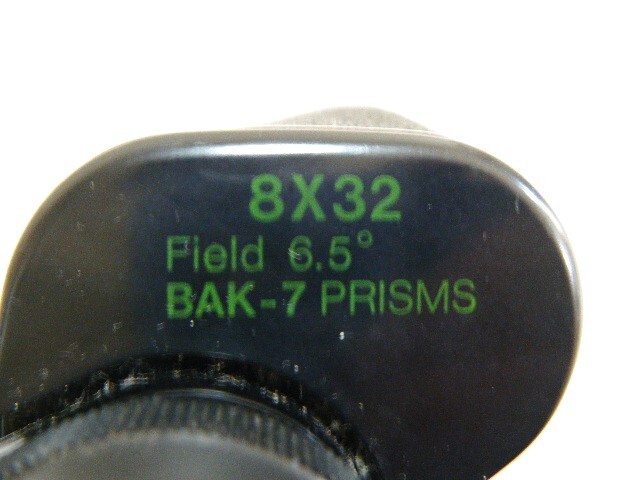 8X32
Field 6.5°
BAK-7 PRISMS